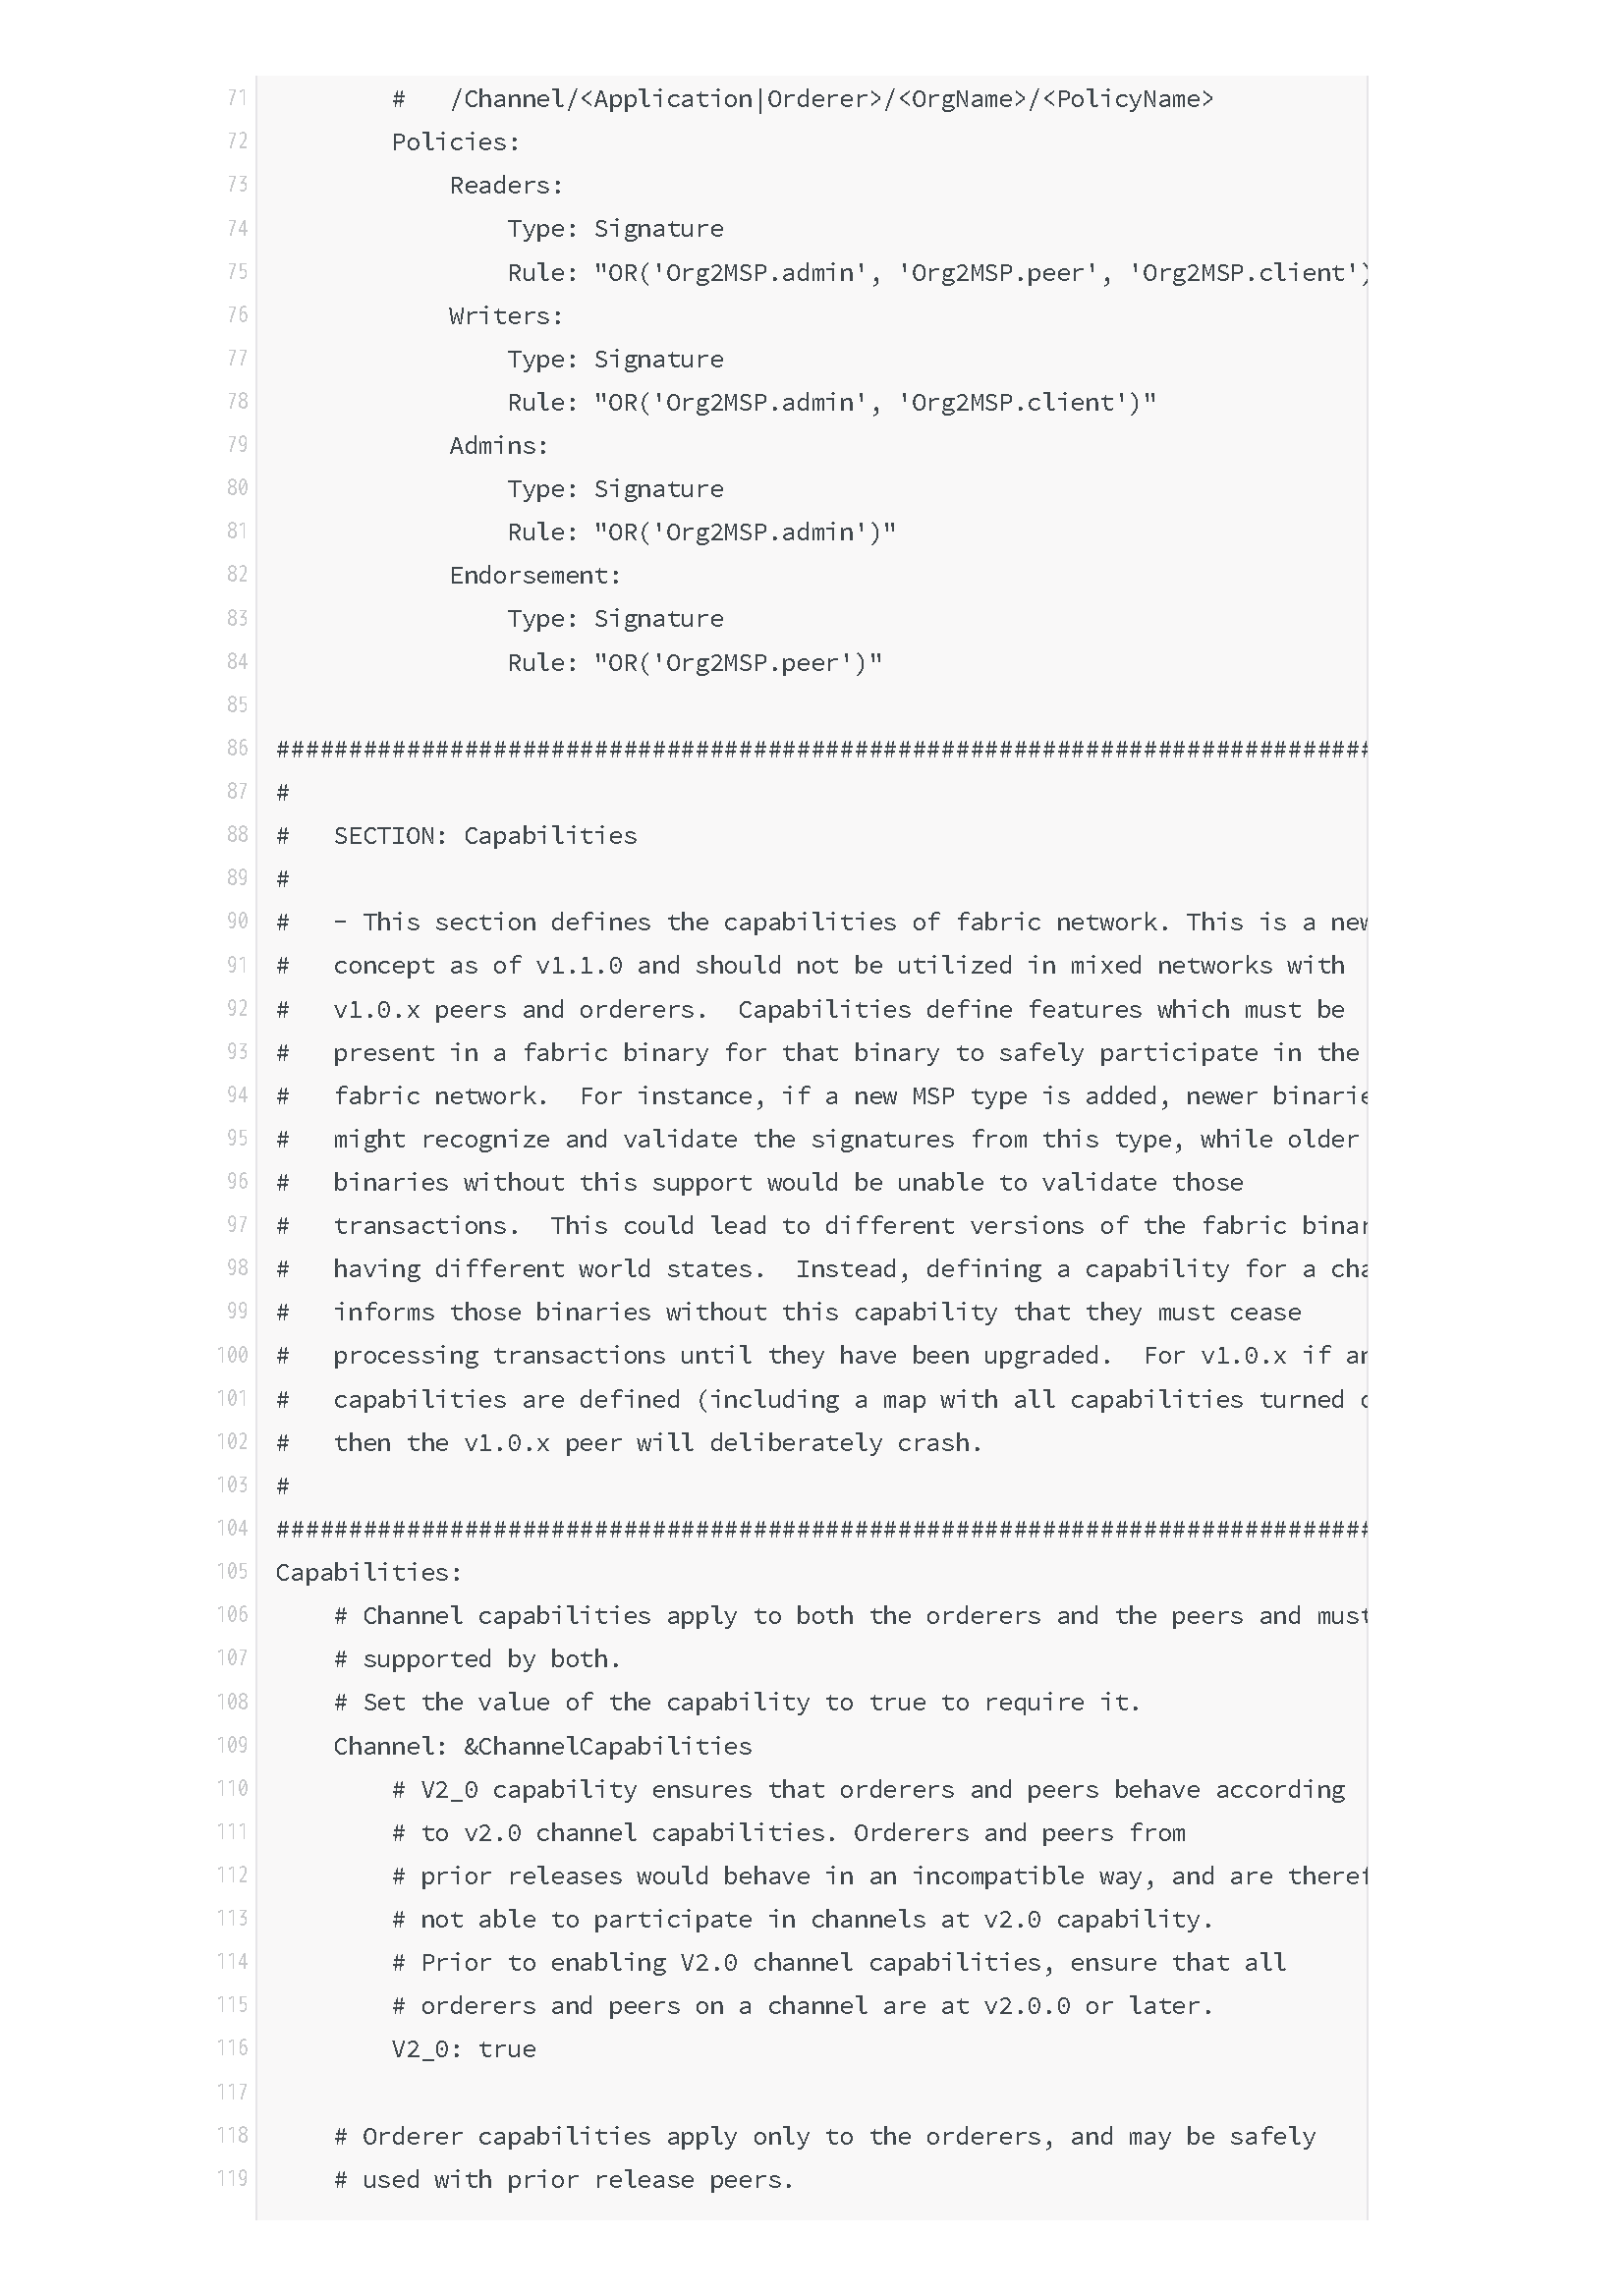 71         #   /Channel/<Application|Orderer>/<OrgName>/<PolicyName>
72         Policies:
73             Readers:
74                 Type: Signature
75                 Rule: "OR('Org2MSP.admin', 'Org2MSP.peer', 'Org2MSP.client')
76             Writers:
77                 Type: Signature
78                 Rule: "OR('Org2MSP.admin', 'Org2MSP.client')"
79             Admins:
80                 Type: Signature
81                 Rule: "OR('Org2MSP.admin')"
82             Endorsement:
83                 Type: Signature
84                 Rule: "OR('Org2MSP.peer')"
85
86 ############################################################################
87 #
88 #   SECTION: Capabilities
89 #
90 #   - This section defines the capabilities of fabric network. This is a new
91 #   concept as of v1.1.0 and should not be utilized in mixed networks with
92 #   v1.0.x peers and orderers.  Capabilities define features which must be
93 #   present in a fabric binary for that binary to safely participate in the
94 #   fabric network.  For instance, if a new MSP type is added, newer binarie
95 #   might recognize and validate the signatures from this type, while older
96 #   binaries without this support would be unable to validate those
97 #   transactions.  This could lead to different versions of the fabric binar
98 #   having different world states.  Instead, defining a capability for a cha
99 #   informs those binaries without this capability that they must cease
100 #   processing transactions until they have been upgraded.  For v1.0.x if an
101 #   capabilities are defined (including a map with all capabilities turned
102 #   then the v1.0.x peer will deliberately crash.
103 #
104 ############################################################################
105 Capabilities:
106     # Channel capabilities apply to both the orderers and the peers and must
107     # supported by both.
108     # Set the value of the capability to true to require it.
109     Channel: &ChannelCapabilities
110         # V2_0 capability ensures that orderers and peers behave according
111         # to v2.0 channel capabilities. Orderers and peers from
112         # prior releases would behave in an incompatible way, and are theref
113         # not able to participate in channels at v2.0 capability.
114         # Prior to enabling V2.0 channel capabilities, ensure that all
115         # orderers and peers on a channel are at v2.0.0 or later.
116         V2_0: true
117
118     # Orderer capabilities apply only to the orderers, and may be safely
119     # used with prior release peers.